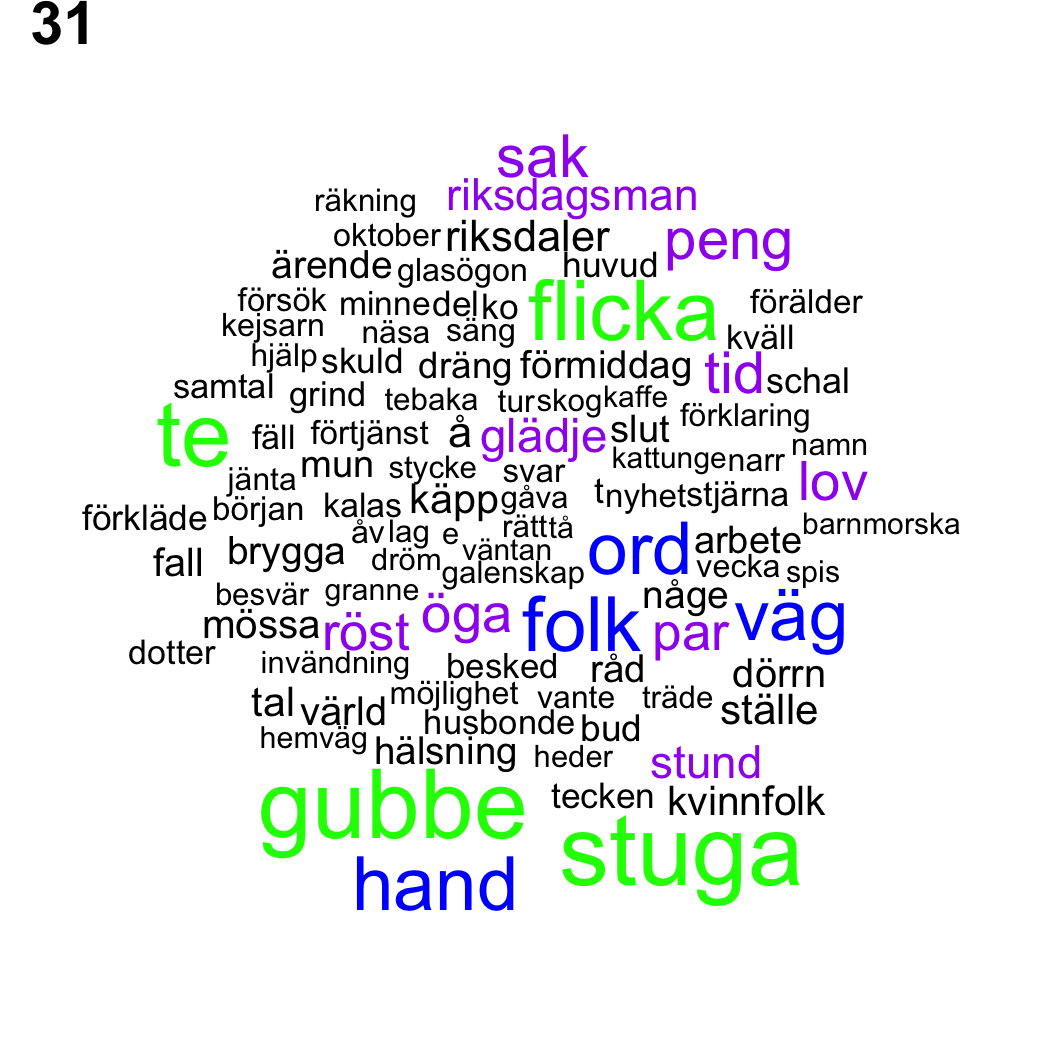 31
sak
räkning riksdagsman
oktober riksdaler peng
ärende glasögon huvud
försök minne del ko flicka förälder
kejsarn näsa säng kväll
hjälp skuld dräng förmiddag tid schal
samtal grind tebaka tur skog kaffe förklaring
te fäll förtjänst å glädje slut namn
jänta mun stycke svar kattunge narr lov
förkläde början kalas käpp gåva t nyhet stjärna barnmorska
åv lag e rätt tå
fall brygga dröm väntan ord arbete
galenskap vecka spis
besvär granne någe
mössa röst öga folk par väg
dotter invändning besked råd dörrn
tal värld möjlighet vante träde ställe
hemväg husbonde bud
hälsning heder stund
gubbe tecken kvinnfolk
stuga
hand